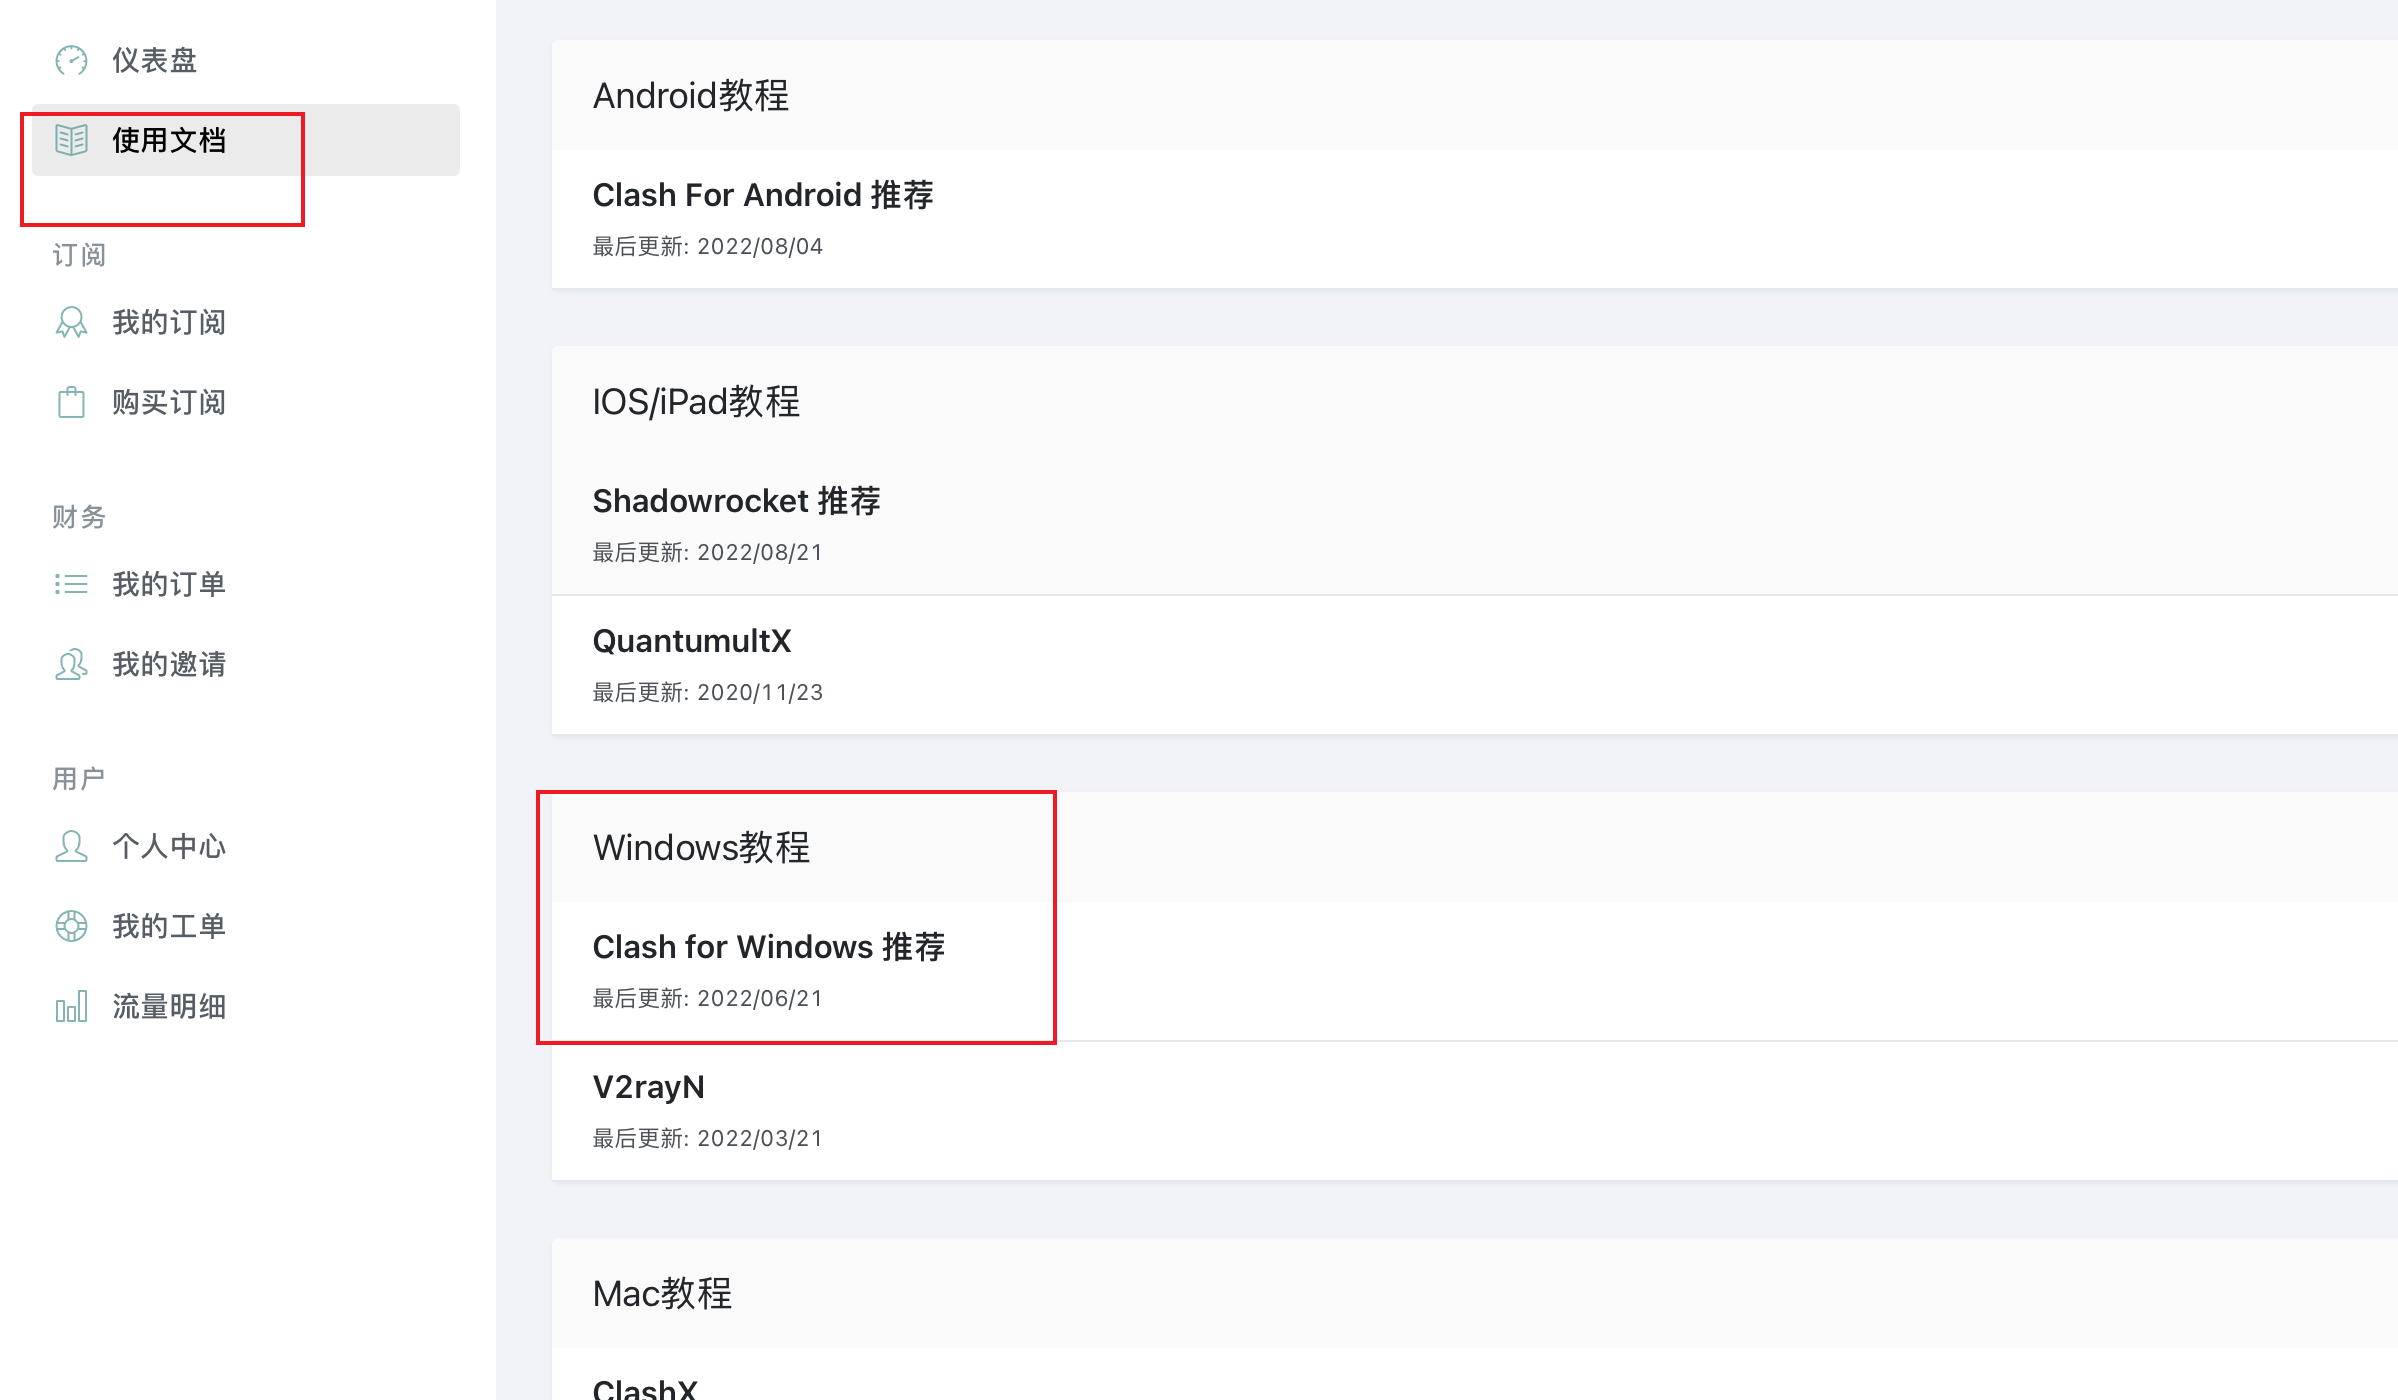 仪表盘
使用文档
订阅
我的订阅
购买订阅
财务
我的订单
我的邀请
用户
个人中心
我的工单
流量明细
Android教程
Clash For Android 推荐
最后更新: 2022/08/04
IOS/iPad教程
Shadowrocket 推荐
最后更新: 2022/08/21
QuantumultX
最后更新: 2020/11/23
Windows教程
Clash for Windows 推荐
最后更新: 2022/06/21
V2rayN
最后更新: 2022/03/21
Mac教程
ClashX